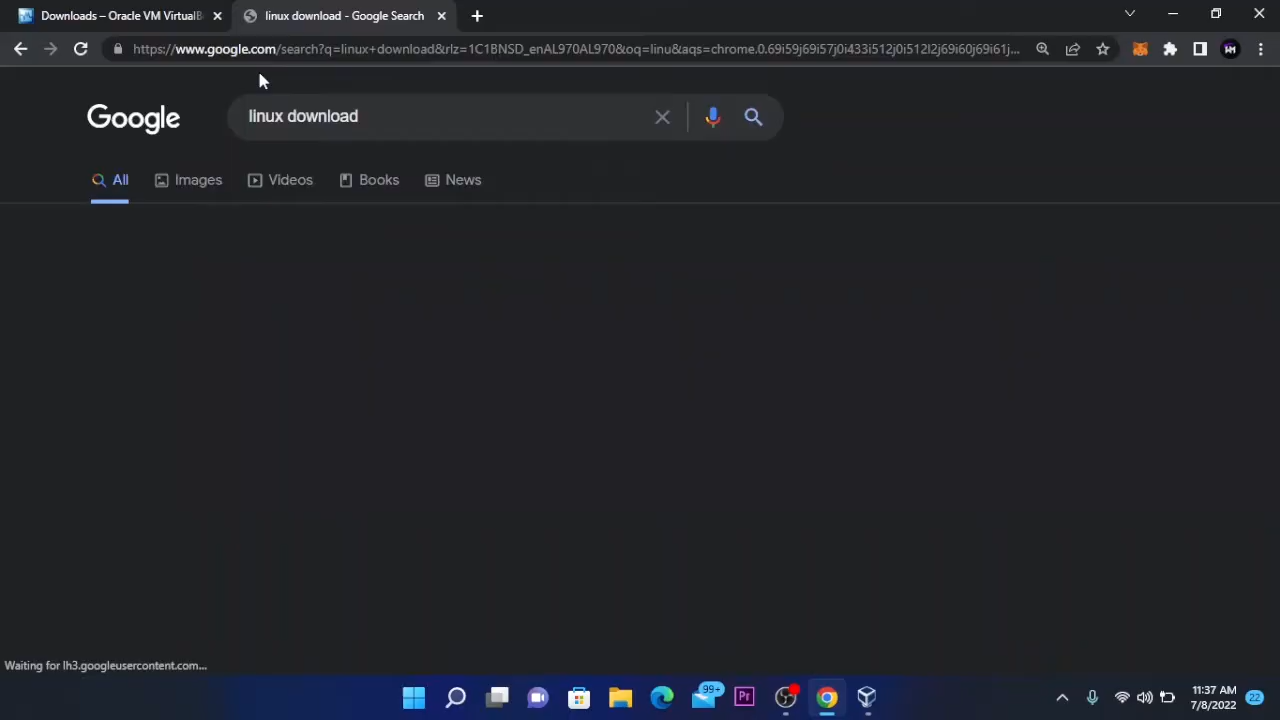 Downloads – Oracle VM VirtualB
linux download - Google Search
https://www.google.com/search?q=linux+download&rlz=1C1BNSD_enAL970AL970&oq=linu&aqs=chrome.0.69i59j69i57j0i433i512j0i512l2j69i60j69i61j...
Google
linux download
All
Images
Videos
Books
News
Waiting for lh3.googleusercontent.com...
99+
Pr
11:37 AM
7/8/2022
22